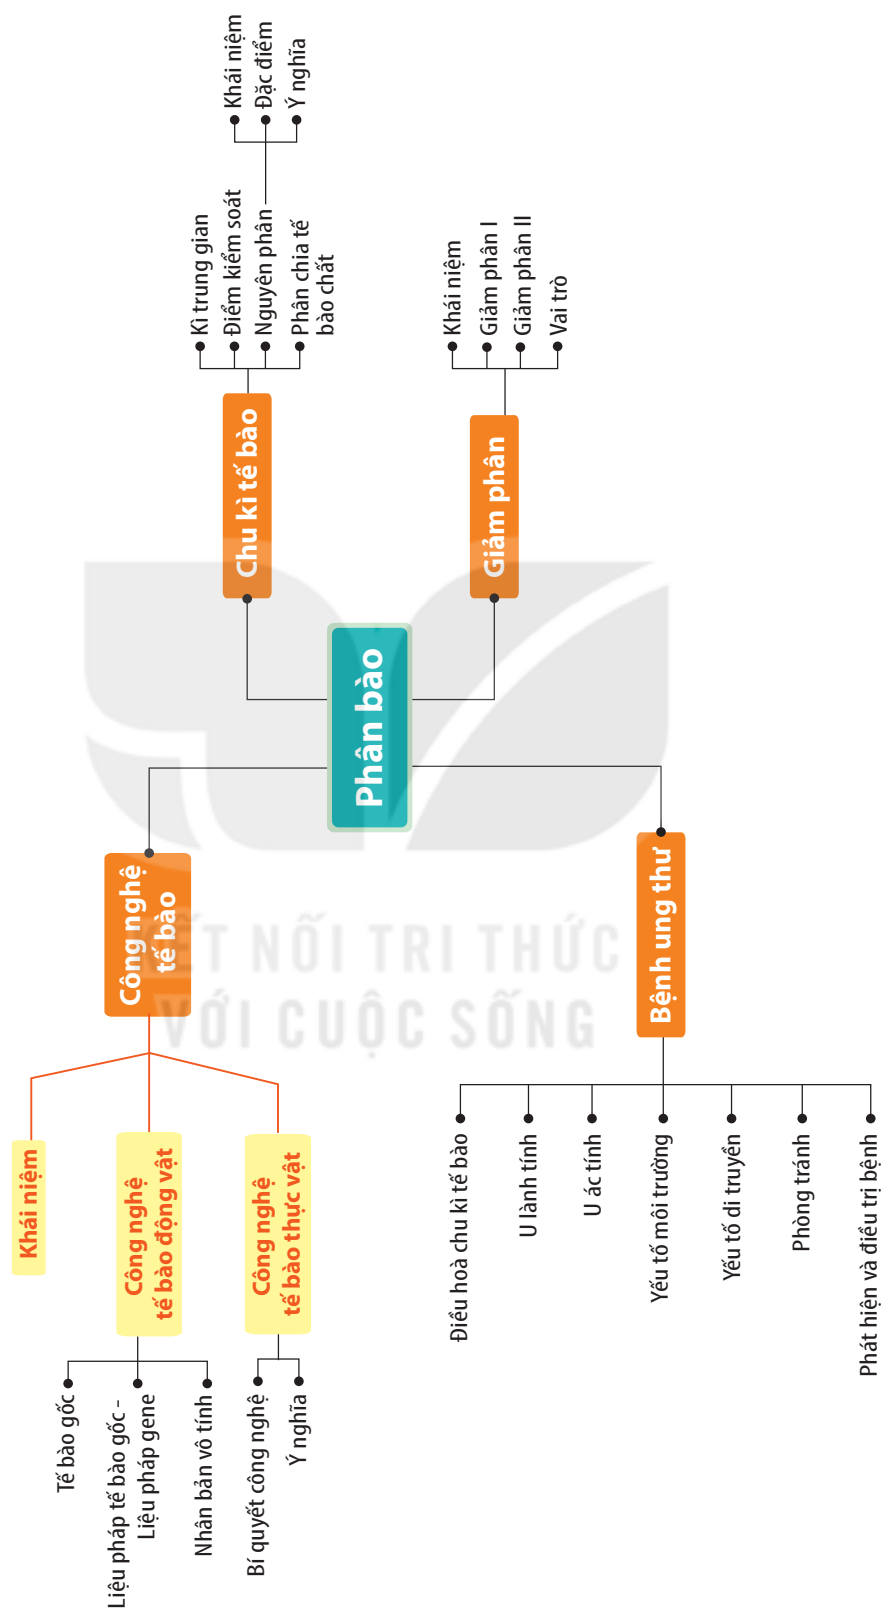 Phân bào
Công nghệ
tế bào
Khái niệm
Công nghệ
tế bào động vật
Tế bào gốc
Liệu pháp tế bào gốc –
Liệu pháp gene
Nhân bản vô tính
Công nghệ
tế bào thực vật
Bí quyết công nghệ
Ý nghĩa
Chu kì tế bào
Kì trung gian
Điểm kiểm soát
Nguyên phân
Khái niệm
Đặc điểm
Ý nghĩa
Phân chia tế
bào chất
Giảm phân
Khái niệm
Giảm phân I
Giảm phân II
Vai trò
Bệnh ung thư
Điều hoà chu kì tế bào
U lành tính
U ác tính
Yếu tố môi trường
Yếu tố di truyền
Phòng tránh
Phát hiện và điều trị bệnh
KẾT NỐI TRI THỨC
VỚI CUỘC SỐNG